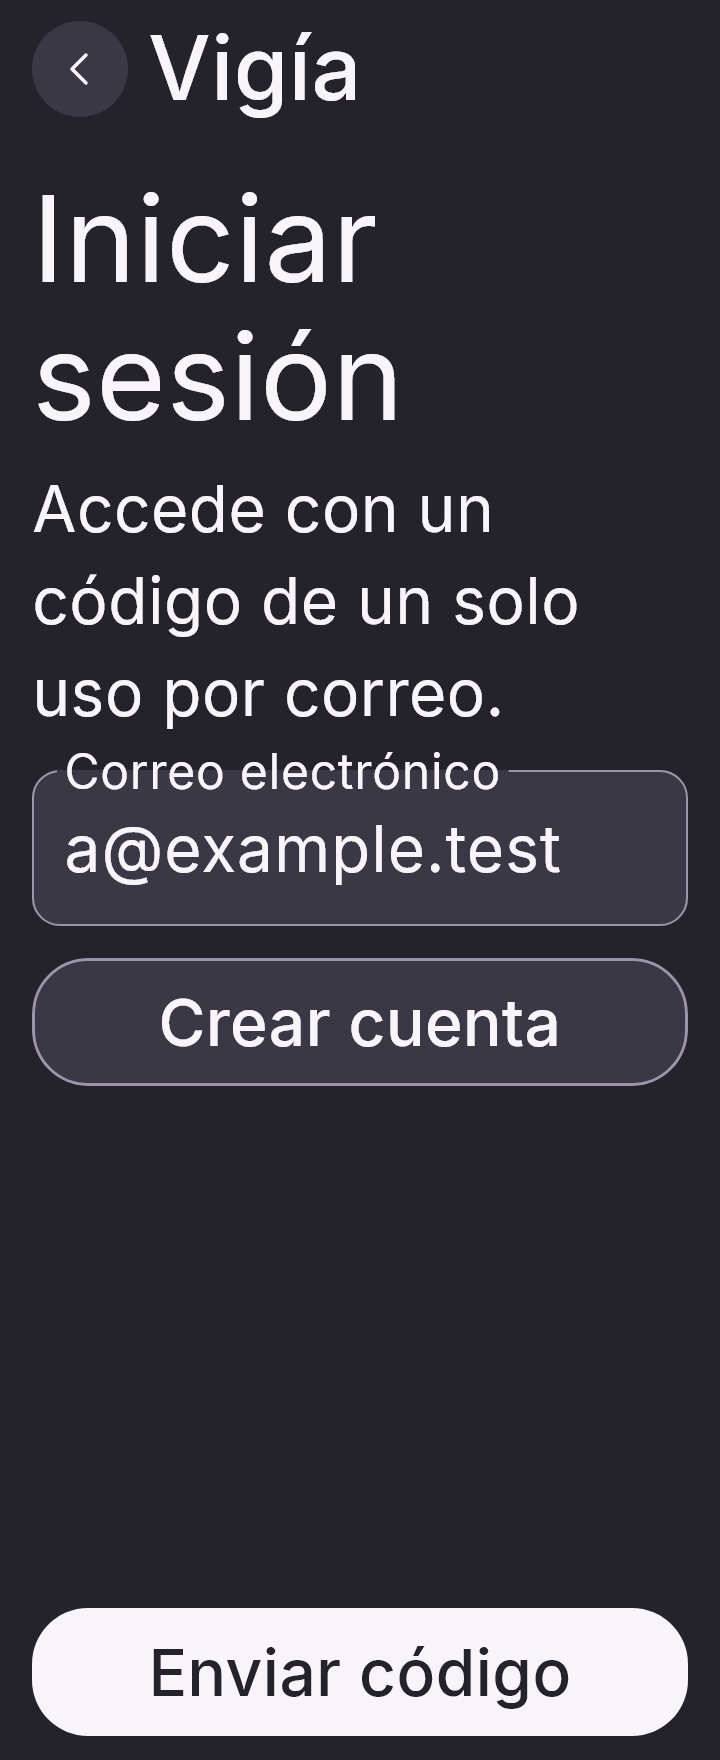 Vigía
Iniciar
sesión
Accede con un
código de un solo
uso por correo.
Correo electrónico
a@example.test
Crear cuenta
Enviar código